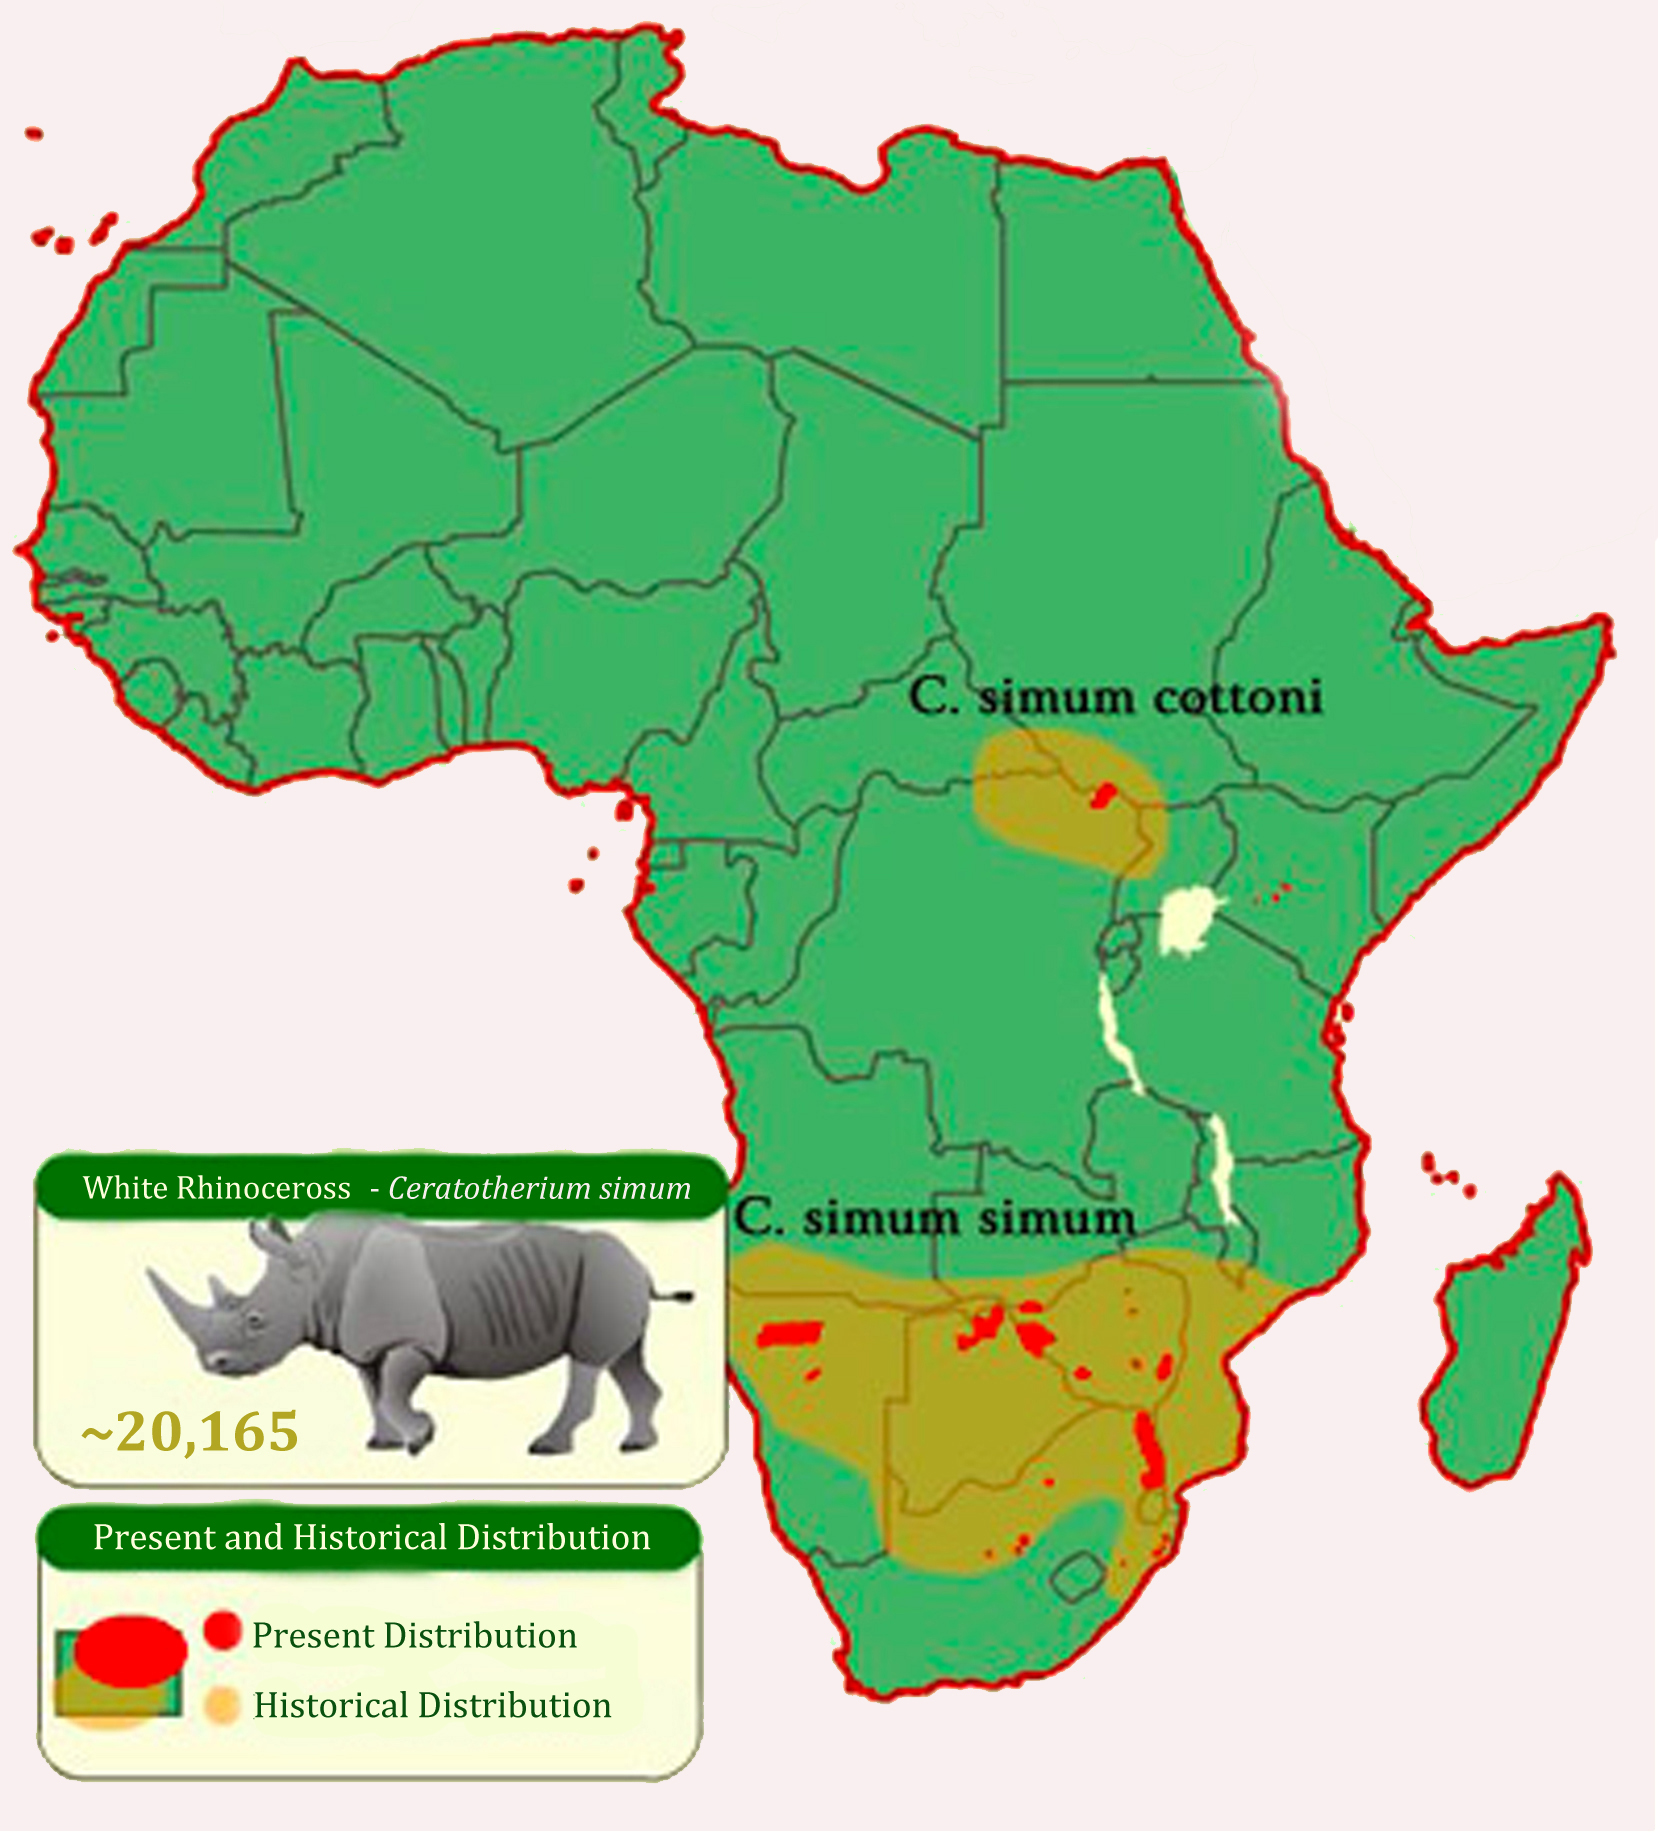 C. simum cottoni
C. simum simum
White Rhinoceross - Ceratotherium simum
~20,165
Present and Historical Distribution
Present Distribution
Historical Distribution